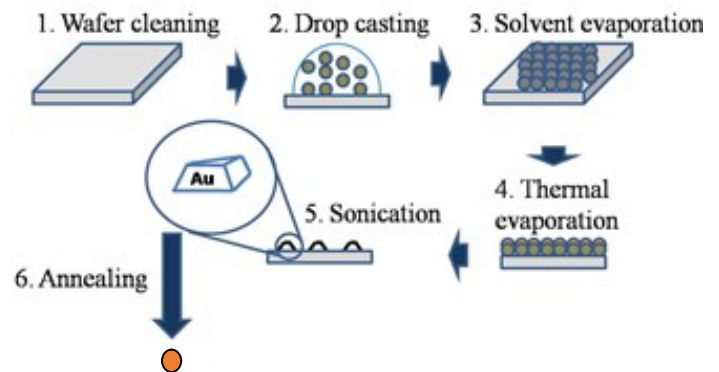 1. Wafer cleaning
2. Drop casting
3. Solvent evaporation
4. Thermal
evaporation
5. Sonication
Au
6. Annealing